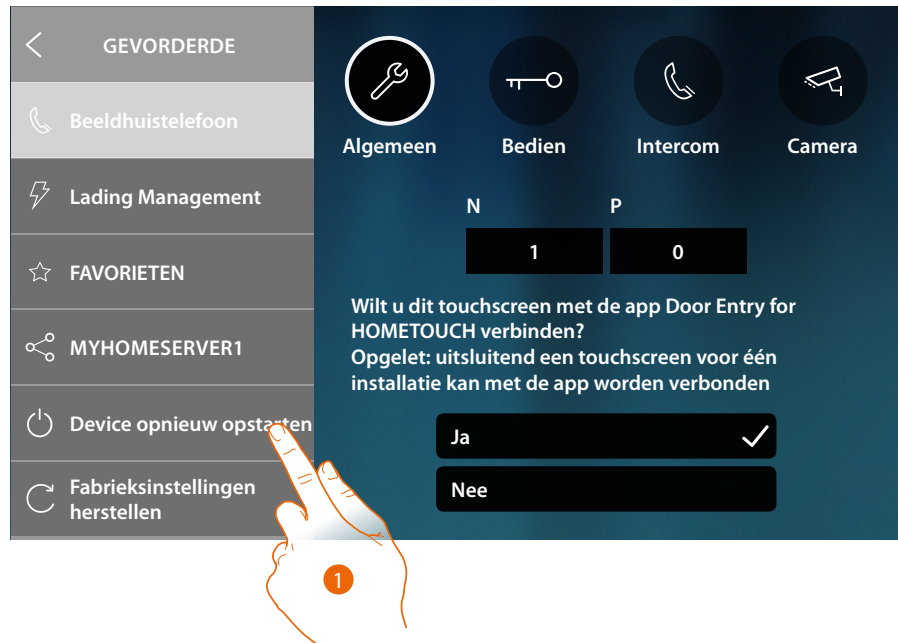 GEVORDERDE
Beeldhuistelefoon
Lading Management
FAVORIETEN
MYHOMESERVER1
Device opnieuw opstarten
Fabrieksinstellingen
herstellen
Algemeen
Bedien
Intercom
Camera
N
P
1
0
Wilt u dit touchscreen met de app Door Entry for
HOMETOUCH verbinden?
Opgelet: uitsluitend een touchscreen voor één
installatie kan met de app worden verbonden
Ja
Nee
1